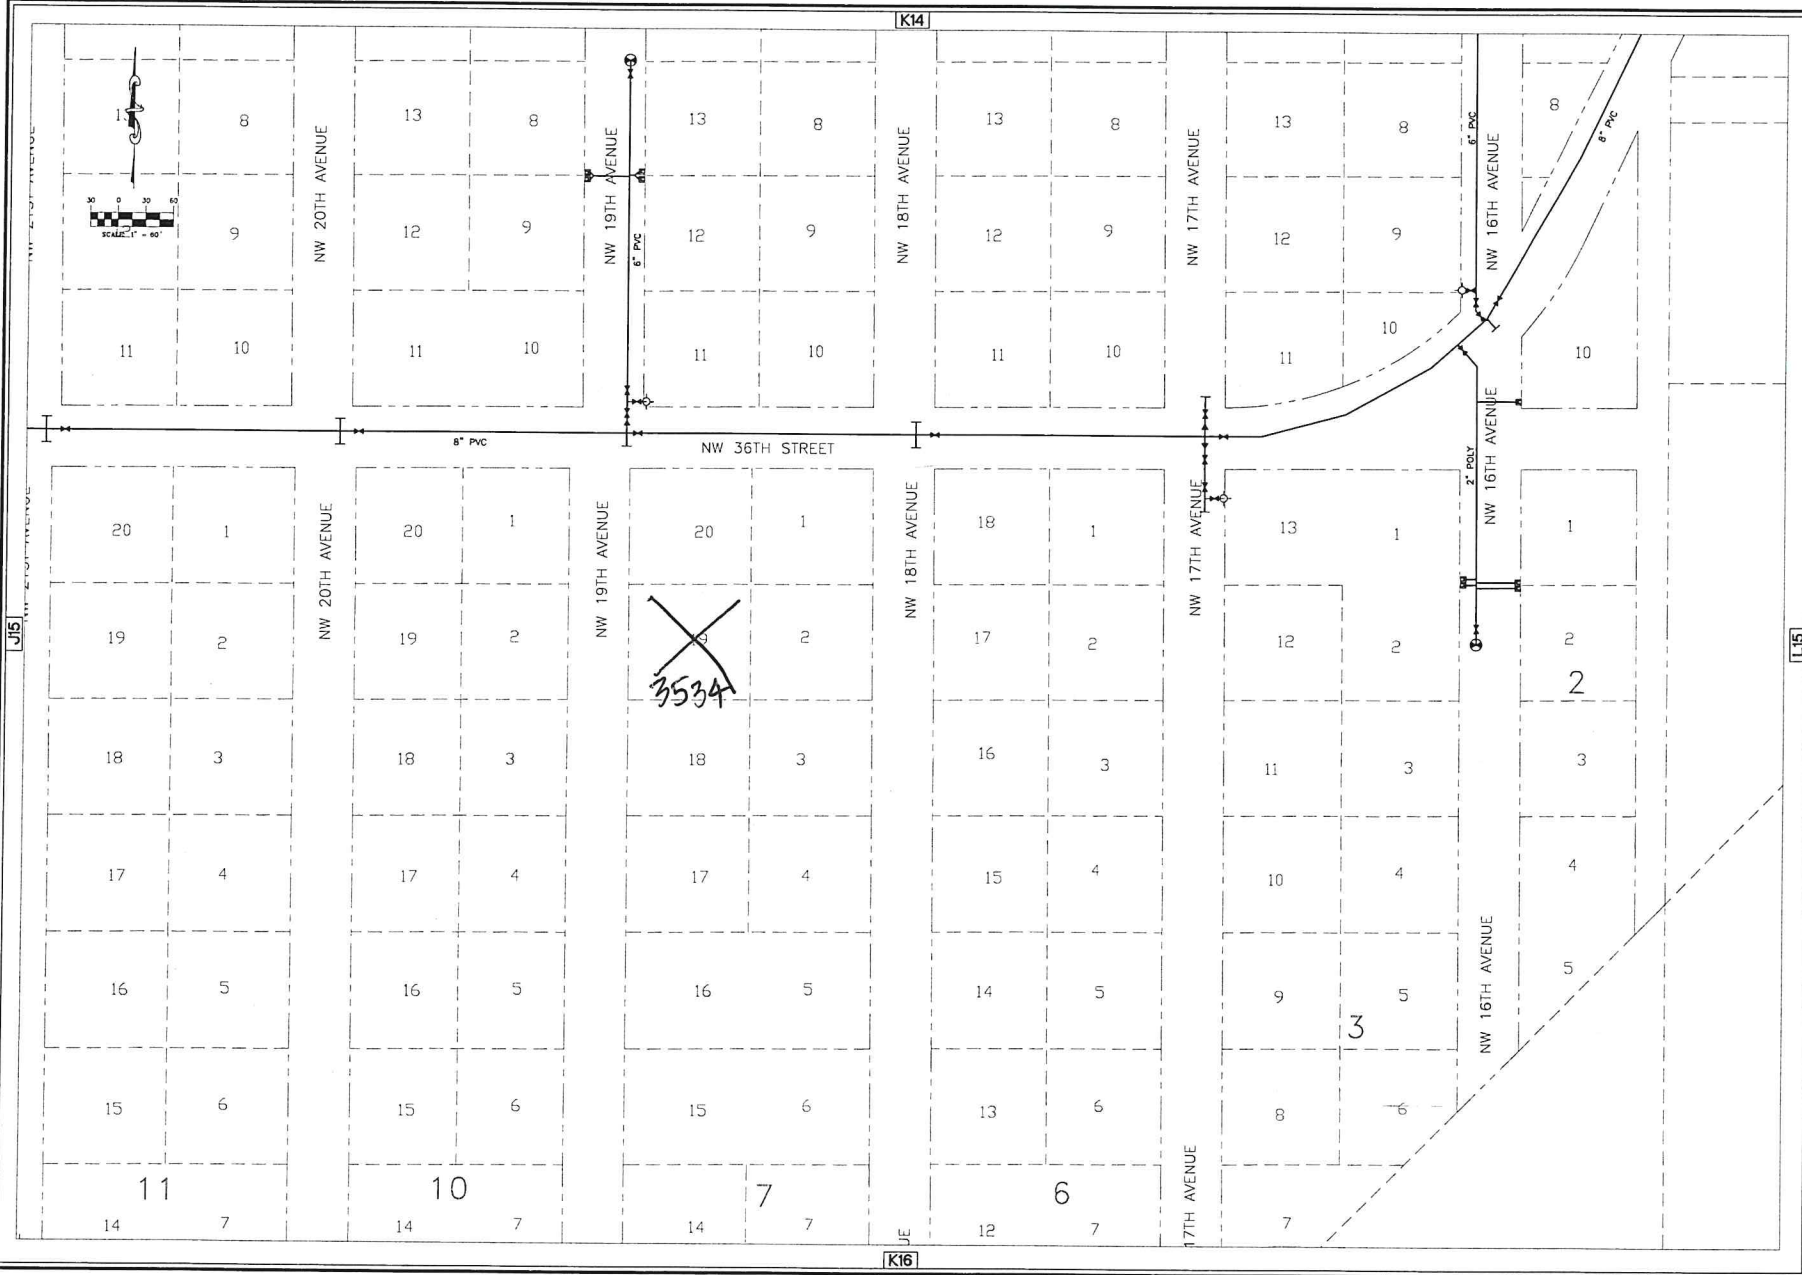 K14
13 8 13 8 13 8 13 8 13 8 8
6" PVC
8" PVC
NW 20TH AVENUE
NW 19TH AVENUE
NW 18TH AVENUE
NW 17TH AVENUE
NW 16TH AVENUE
30 0 30 60
SCALE: 1" = 60'
9 12 9 12 9 12 9 12 9
6" PVC
11 10 11 10 11 10 11 10 11 10 10
8" PVC
NW 36TH STREET
2" POLY
NW 16TH AVENUE
20 1 20 1 20 1 18 1 13 1 1
NW 20TH AVENUE
NW 19TH AVENUE
NW 18TH AVENUE
NW 17TH AVENUE
J15
19 2 19 2 2 17 2 12 2 2
L15
3534
2
18 3 18 3 18 3 16 3 11 3 3
17 4 17 4 17 4 15 4 10 4 4
NW 16TH AVENUE
16 5 16 5 16 5 14 5 9 5 5
3
15 6 15 6 15 6 13 6 8 6
11 10 7 6
17TH AVENUE
14 7 14 7 14 7 12 7 7
UE
K16